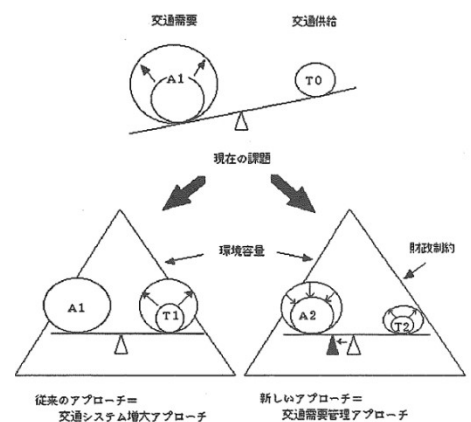 交通需要
交通供給
A1
T0
現在の課題
環境容量
財政制約
A1
T1
A2
T2
従来のアプローチ＝
交通システム増大アプローチ
新しいアプローチ＝
交通需要管理アプローチ